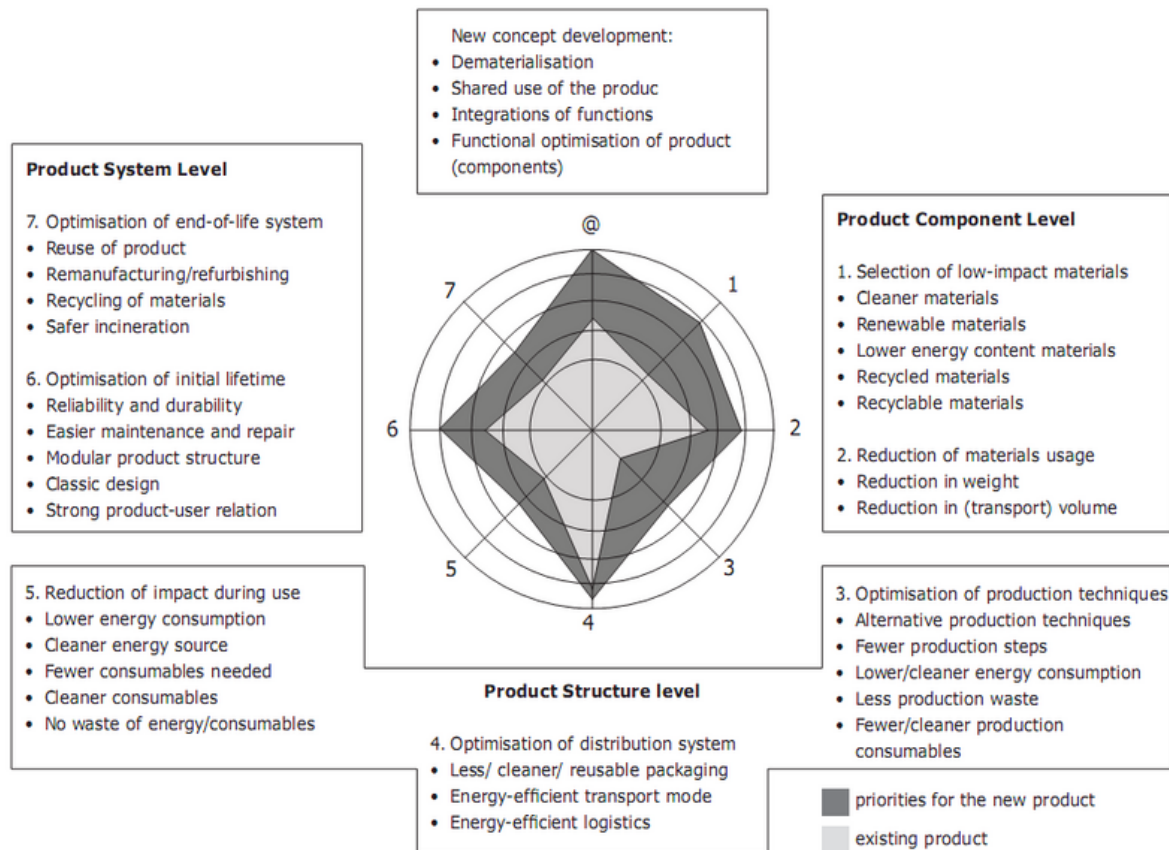 New concept development:
• Dematerialisation
• Shared use of the produc
• Integrations of functions
• Functional optimisation of product
(components)
Product System Level
7. Optimisation of end-of-life system
• Reuse of product
• Remanufacturing/refurbishing
• Recycling of materials
• Safer incineration
6. Optimisation of initial lifetime
• Reliability and durability
• Easier maintenance and repair
• Modular product structure
• Classic design
• Strong product-user relation
@
1
2
3
4
5
6
7
Product Component Level
1. Selection of low-impact materials
• Cleaner materials
• Renewable materials
• Lower energy content materials
• Recycled materials
• Recyclable materials
2. Reduction of materials usage
• Reduction in weight
• Reduction in (transport) volume
5. Reduction of impact during use
• Lower energy consumption
• Cleaner energy source
• Fewer consumables needed
• Cleaner consumables
• No waste of energy/consumables
Product Structure level
4. Optimisation of distribution system
• Less/ cleaner/ reusable packaging
• Energy-efficient transport mode
• Energy-efficient logistics
3. Optimisation of production techniques
• Alternative production techniques
• Fewer production steps
• Lower/cleaner energy consumption
• Less production waste
• Fewer/cleaner production
consumables
priorities for the new product
existing product